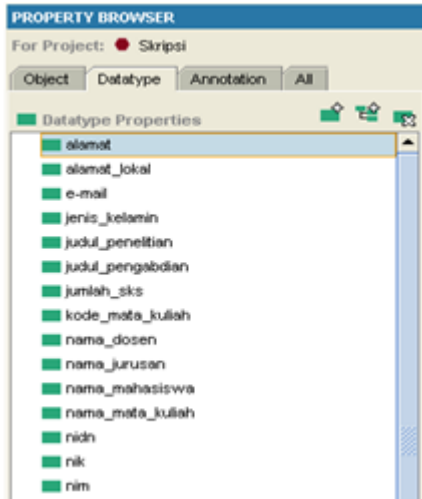 PROPERTY BROWSER
For Project: Skripsi
Object Datatype Annotation All
Datatype Properties
alamat
alamat_lokal
e-mail
jenis_kelamin
judul_penelitian
judul_pengabdian
jumlah_sks
kode_mata_kuliah
nama_dosen
nama_jurusan
nama_mahasiswa
nama_mata_kuliah
nidn
nik
nim